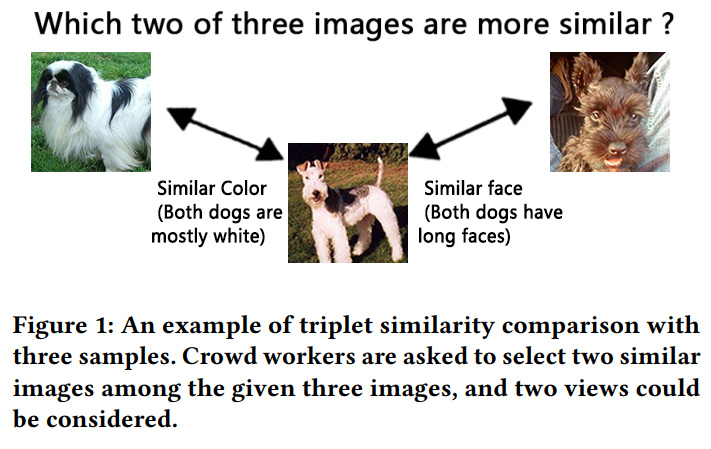 Which two of three images are more similar ?
Similar Color
(Both dogs are
mostly white)
Similar face
(Both dogs have
long faces)
Figure 1: An example of triplet similarity comparison with
three samples. Crowd workers are asked to select two similar
images among the given three images, and two views could
be considered.